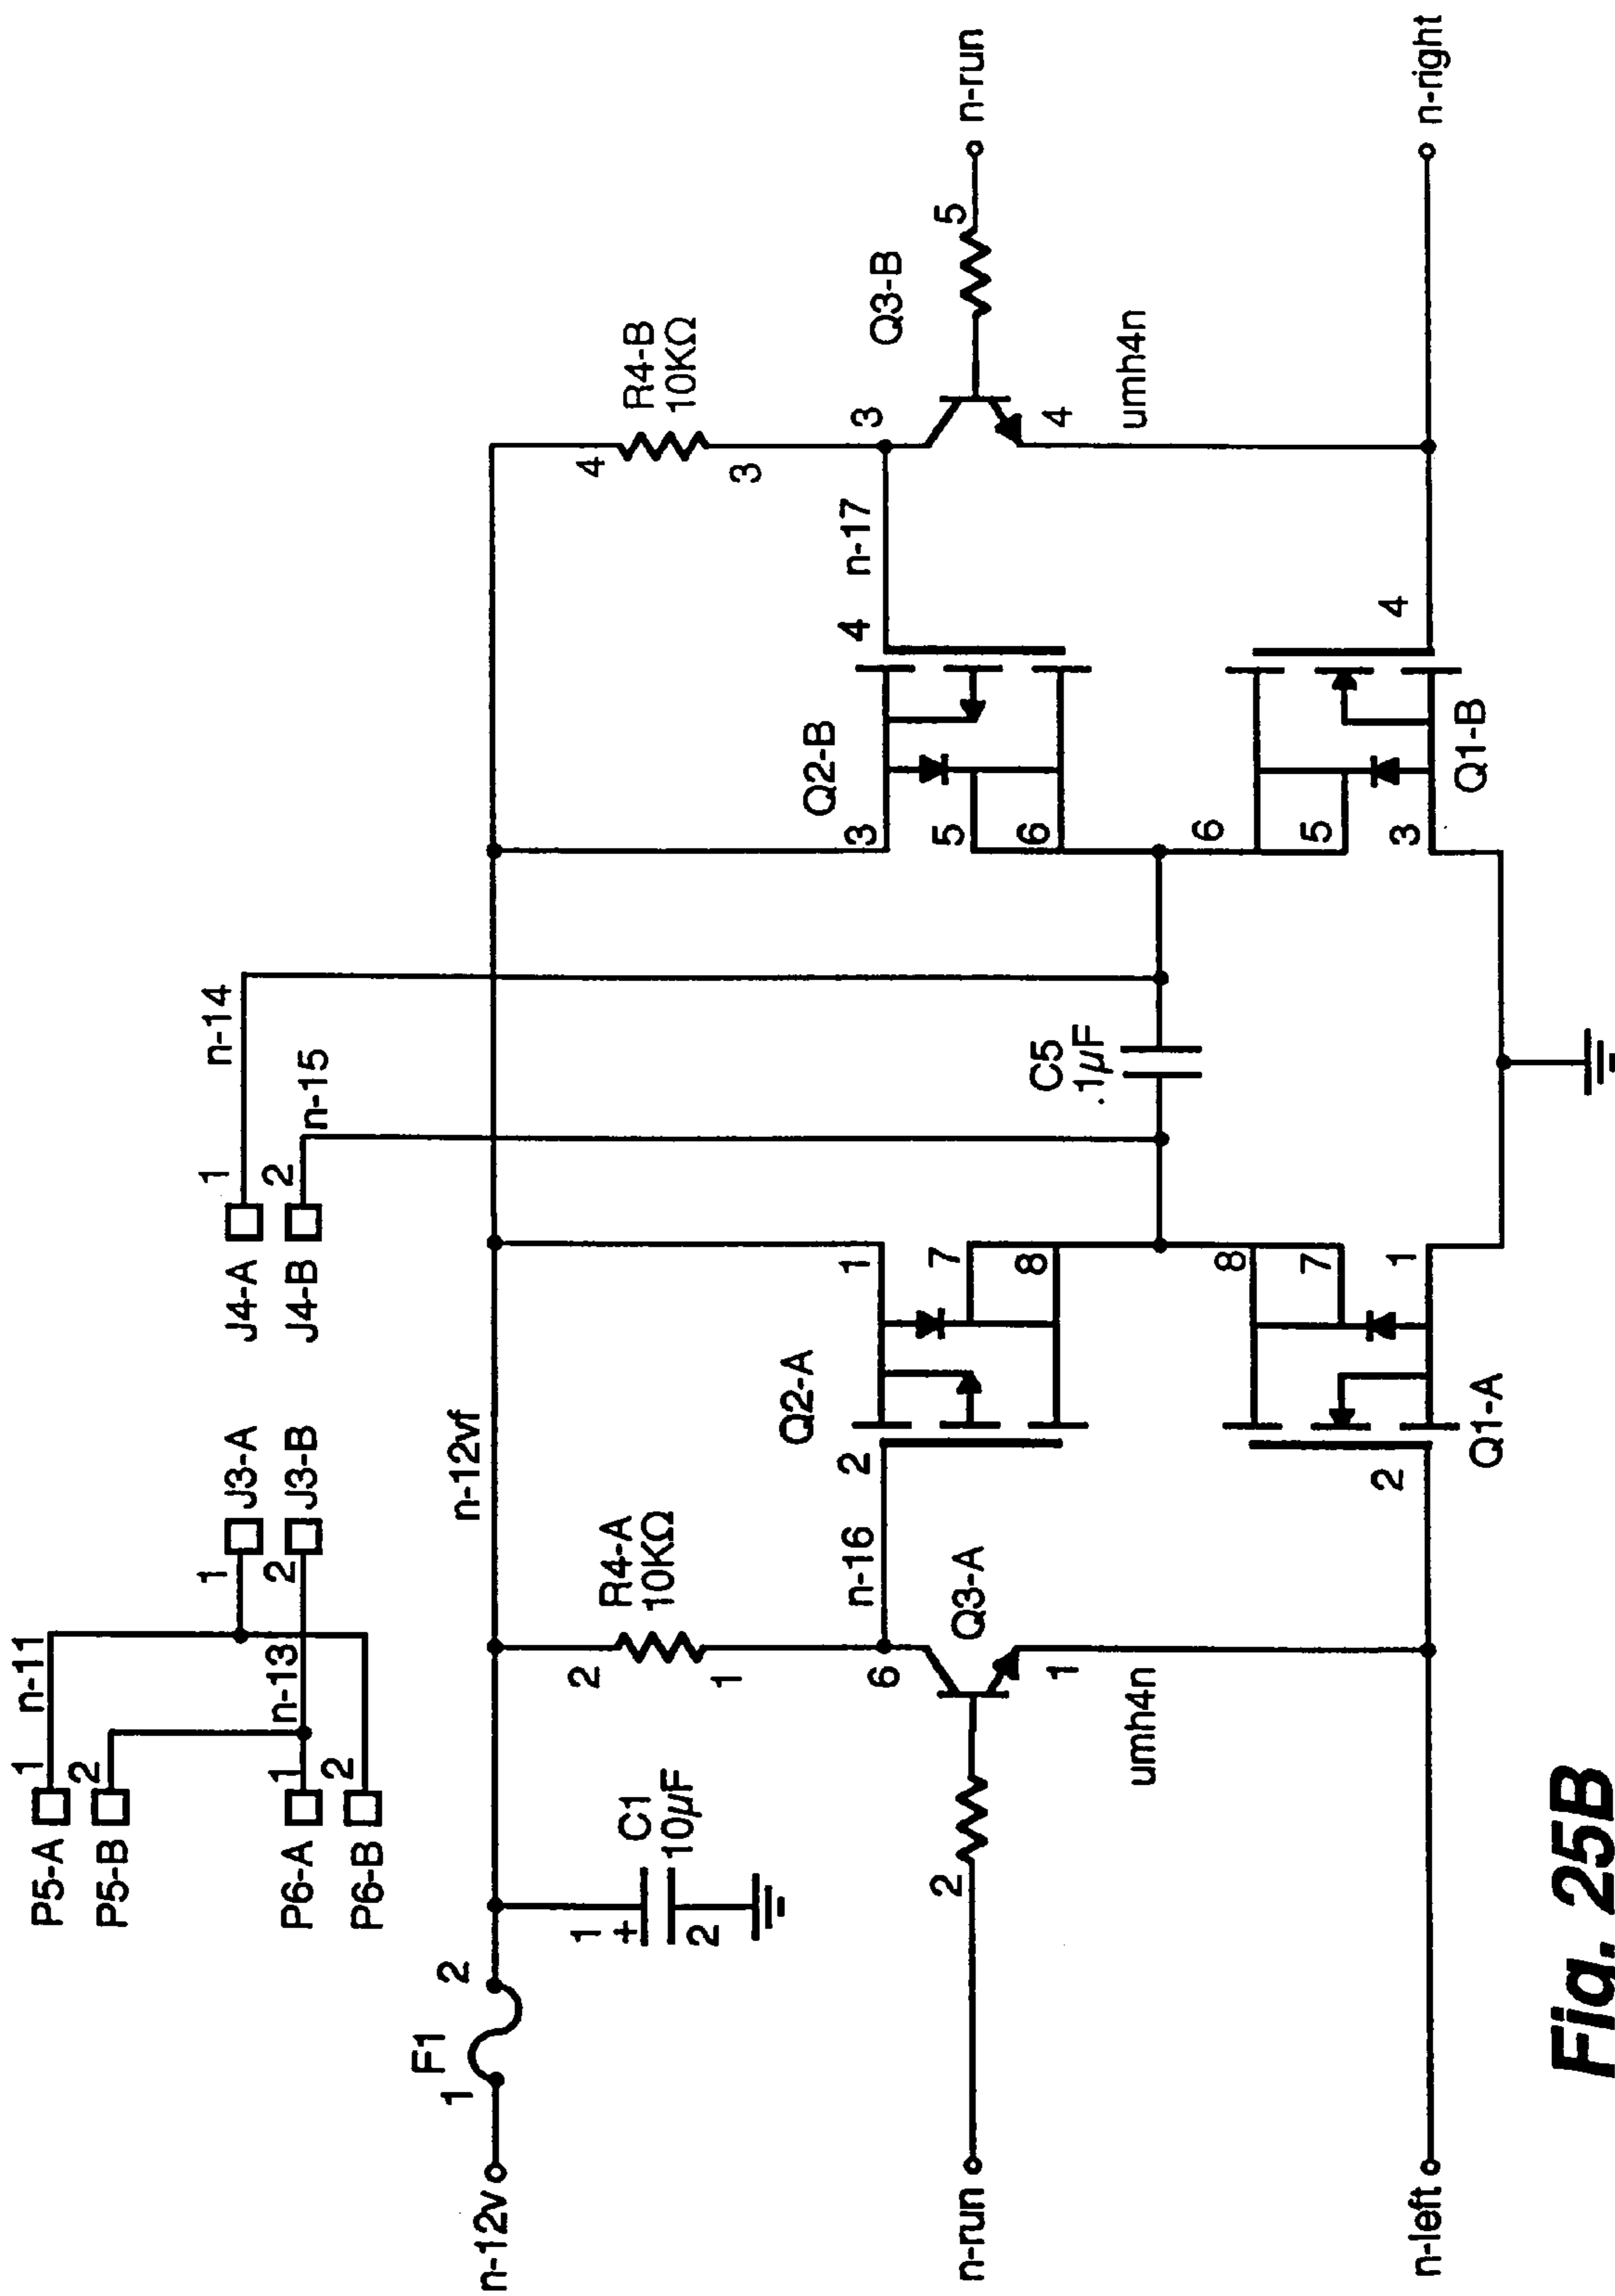 P5-A
1
n-11
P5-B
2
1
J3-A
n-13
2
J3-B
P6-A
1
P6-B
2
J4-A
1
n-14
J4-B
2
n-15
F1
n-12v
1
2
n-12vf
C1
10µF
1
+
2
R4-A
10KΩ
2
1
R4-B
10KΩ
4
3
n-16
6
2
Q2-A
1
7
8
Q2-B
3
5
6
4
n-17
3
n-run
2
Q3-A
1
umh4n
Q3-B
5
n-run
4
umh4n
C5
.1µF
n-left
2
Q1-A
8
7
1
6
5
3
Q1-B
4
n-right
Fig. 25B